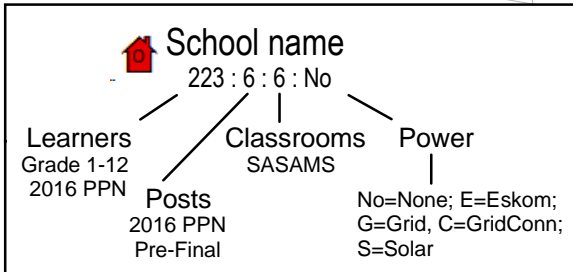 School name
O
223 : 6 : 6 : No
Learners
Grade 1-12
2016 PPN
Posts
2016 PPN
Pre-Final
Classrooms
SASAMS
Power
No=None; E=Eskom;
G=Grid, C=GridConn;
S=Solar